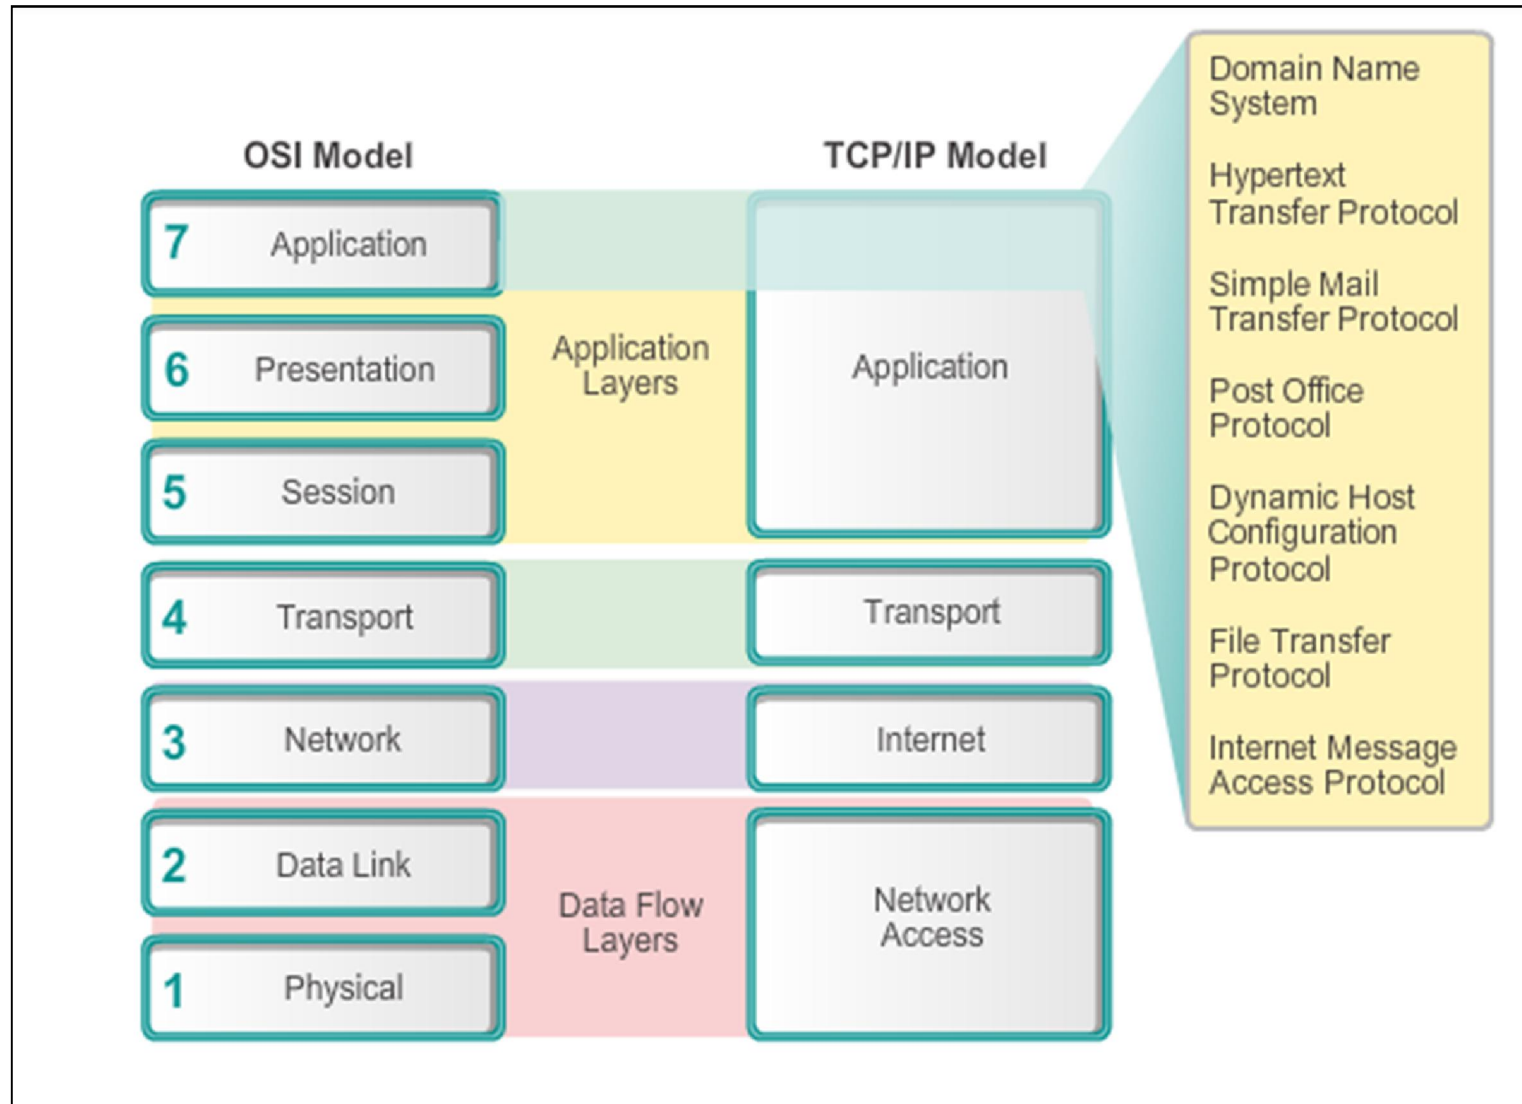 OSI Model
TCP/IP Model
7 Application
6 Presentation
5 Session
4 Transport
3 Network
2 Data Link
1 Physical
Application
Layers
Data Flow
Layers
Application
Transport
Internet
Network
Access
Domain Name
System
Hypertext
Transfer Protocol
Simple Mail
Transfer Protocol
Post Office
Protocol
Dynamic Host
Configuration
Protocol
File Transfer
Protocol
Internet Message
Access Protocol